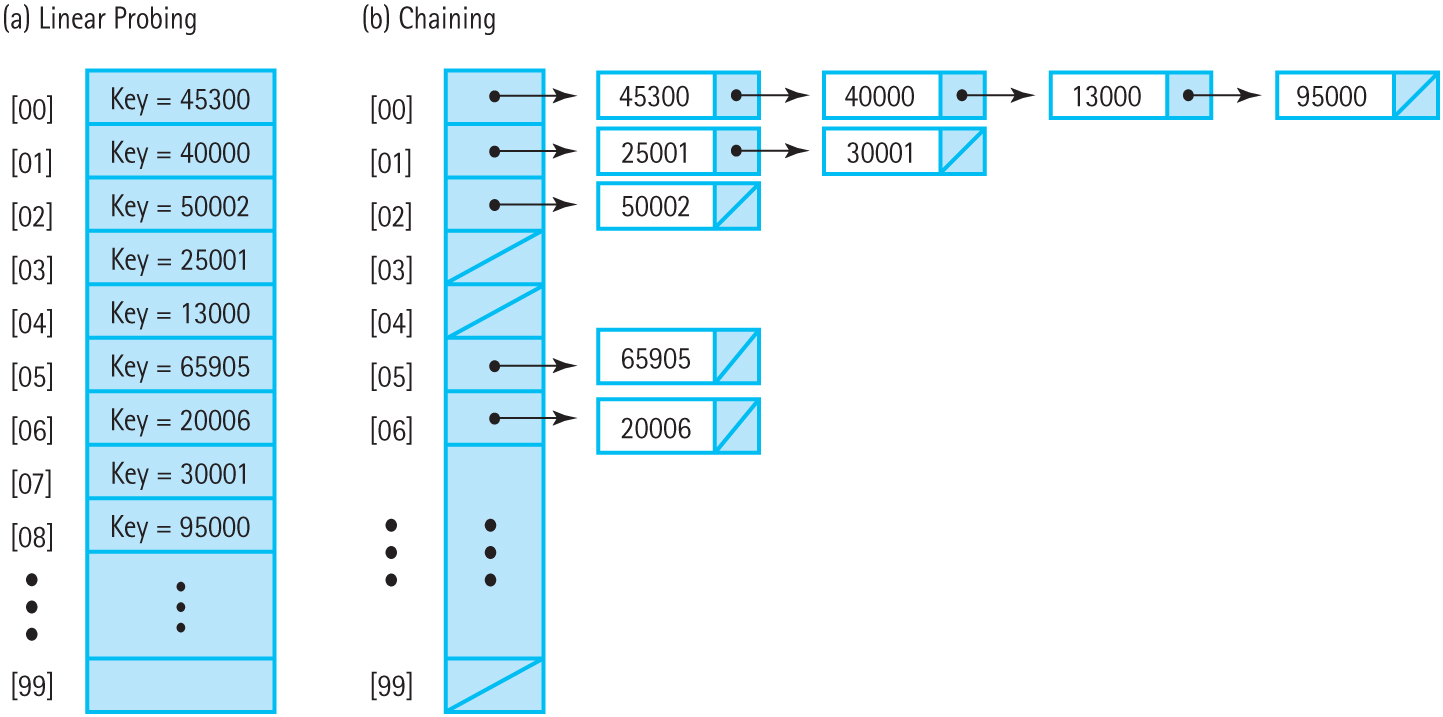 (a) Linear Probing
[00] Key = 45300
[01] Key = 40000
[02] Key = 50002
[03] Key = 25001
[04] Key = 13000
[05] Key = 65905
[06] Key = 20006
[07] Key = 30001
[08] Key = 95000
[99]
(b) Chaining
[00] 45300 40000 13000 95000
[01] 25001 30001
[02] 50002
[03]
[04]
[05] 65905
[06] 20006
[99]